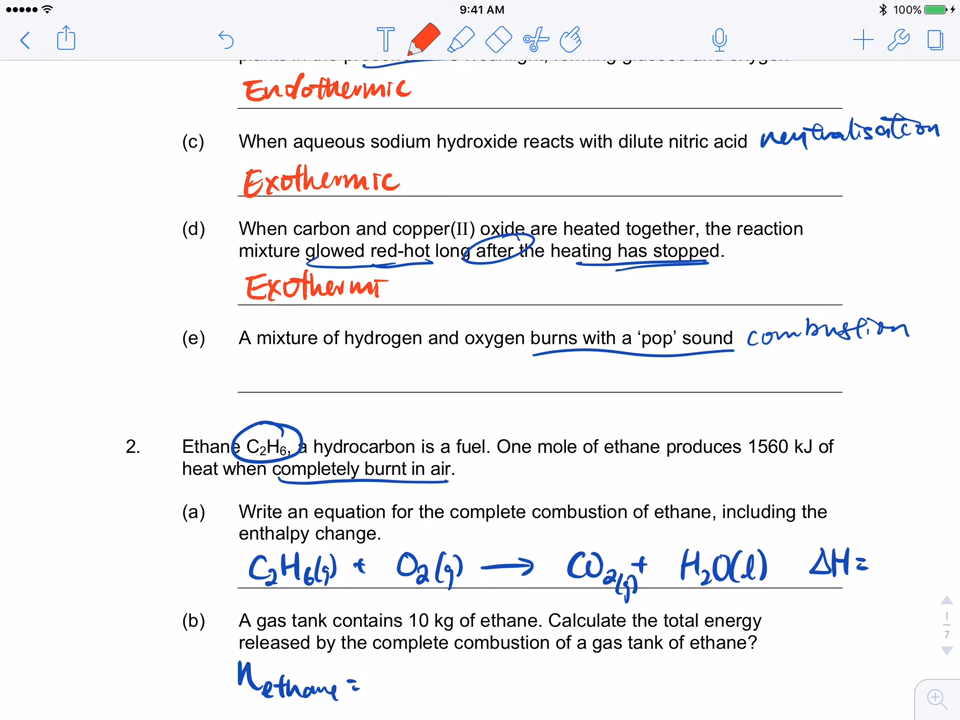 9:41 AM
100%
T
Endothermic
(c) When aqueous sodium hydroxide reacts with dilute nitric acid neutralisation
Exothermic
(d) When carbon and copper(II) oxide are heated together, the reaction
mixture glowed red-hot long after the heating has stopped.
Exothermi
(e) A mixture of hydrogen and oxygen burns with a ‘pop’ sound combustion
2. Ethane C₂H₆, a hydrocarbon is a fuel. One mole of ethane produces 1560 kJ of
heat when completely burnt in air.
(a) Write an equation for the complete combustion of ethane, including the
enthalpy change.
C₂H₆(g) + O₂(g) → CO₂(g) + H₂O(l) ΔH =
(b) A gas tank contains 10 kg of ethane. Calculate the total energy
released by the complete combustion of a gas tank of ethane?
n ethane =
1
7